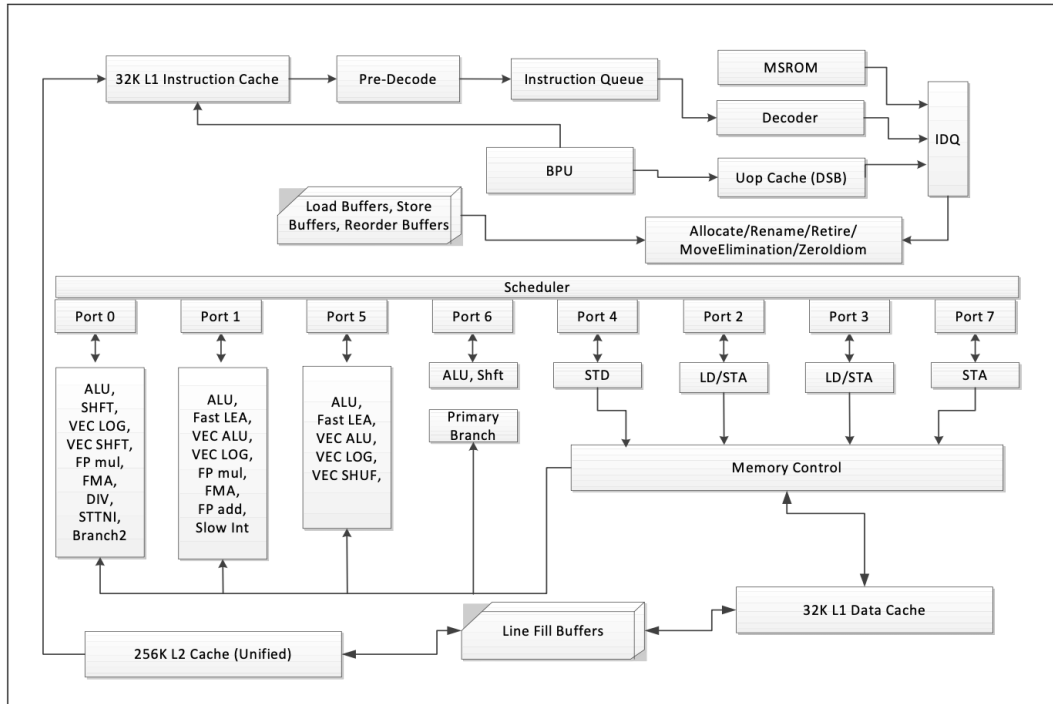 32K L1 Instruction Cache
Pre-Decode
Instruction Queue
MSROM
Decoder
IDQ
BPU
Uop Cache (DSB)
Load Buffers, Store
Buffers, Reorder Buffers
Allocate/Rename/Retire/
MoveElimination/ZeroIdiom
Scheduler
Port 0
Port 1
Port 5
Port 6
Port 4
Port 2
Port 3
Port 7
ALU,
SHFT,
VEC LOG,
VEC SHFT,
FP mul,
FMA,
DIV,
STTNI,
Branch2
ALU,
Fast LEA,
VEC ALU,
VEC LOG,
FP mul,
FMA,
FP add,
Slow Int
ALU,
Fast LEA,
VEC ALU,
VEC LOG,
VEC SHUF,
ALU, Shft
Primary
Branch
STD
LD/STA
LD/STA
STA
Memory Control
32K L1 Data Cache
Line Fill Buffers
256K L2 Cache (Unified)